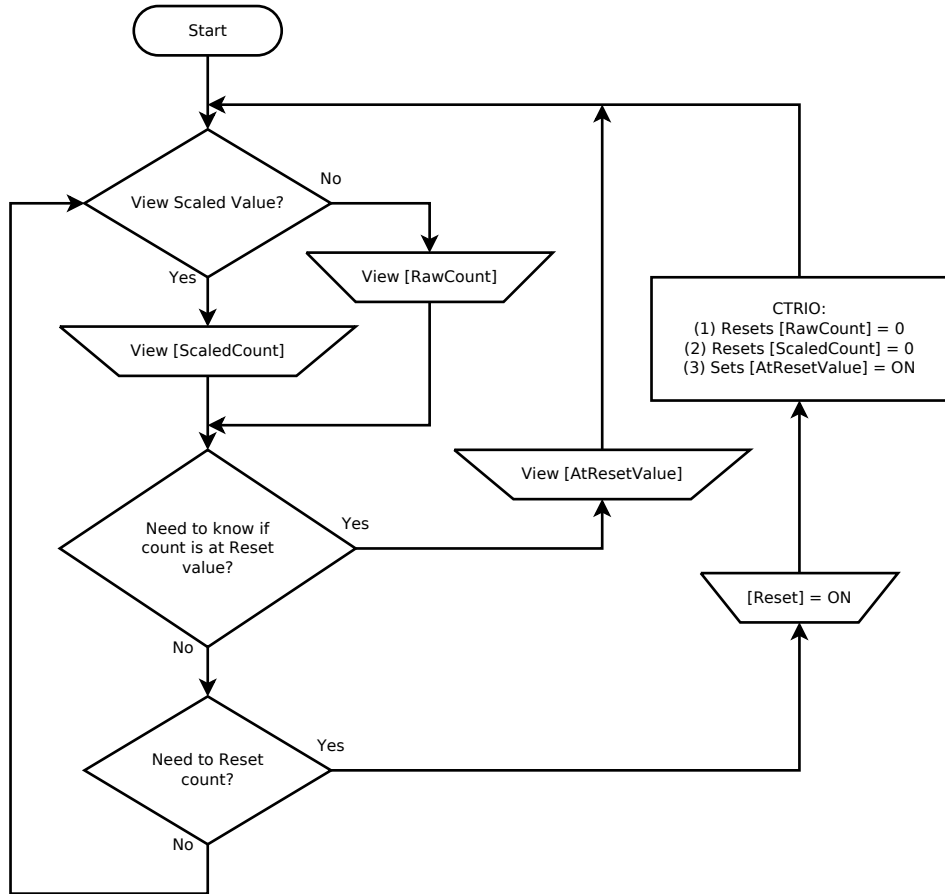 Start
View Scaled Value?
No
Yes
View [RawCount]
View [ScaledCount]
CTRIO:
(1) Resets [RawCount] = 0
(2) Resets [ScaledCount] = 0
(3) Sets [AtResetValue] = ON
View [AtResetValue]
Need to know if
count is at Reset
value?
Yes
No
[Reset] = ON
Need to Reset
count?
Yes
No